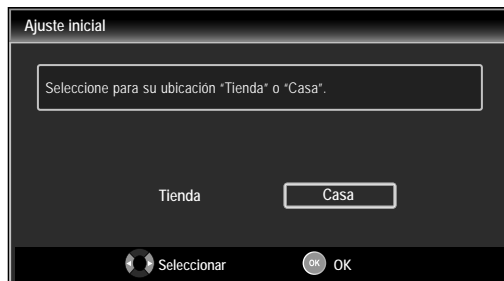 Ajuste inicial
Seleccione para su ubicación “Tienda” o “Casa”.
Tienda Casa
Seleccionar OK OK